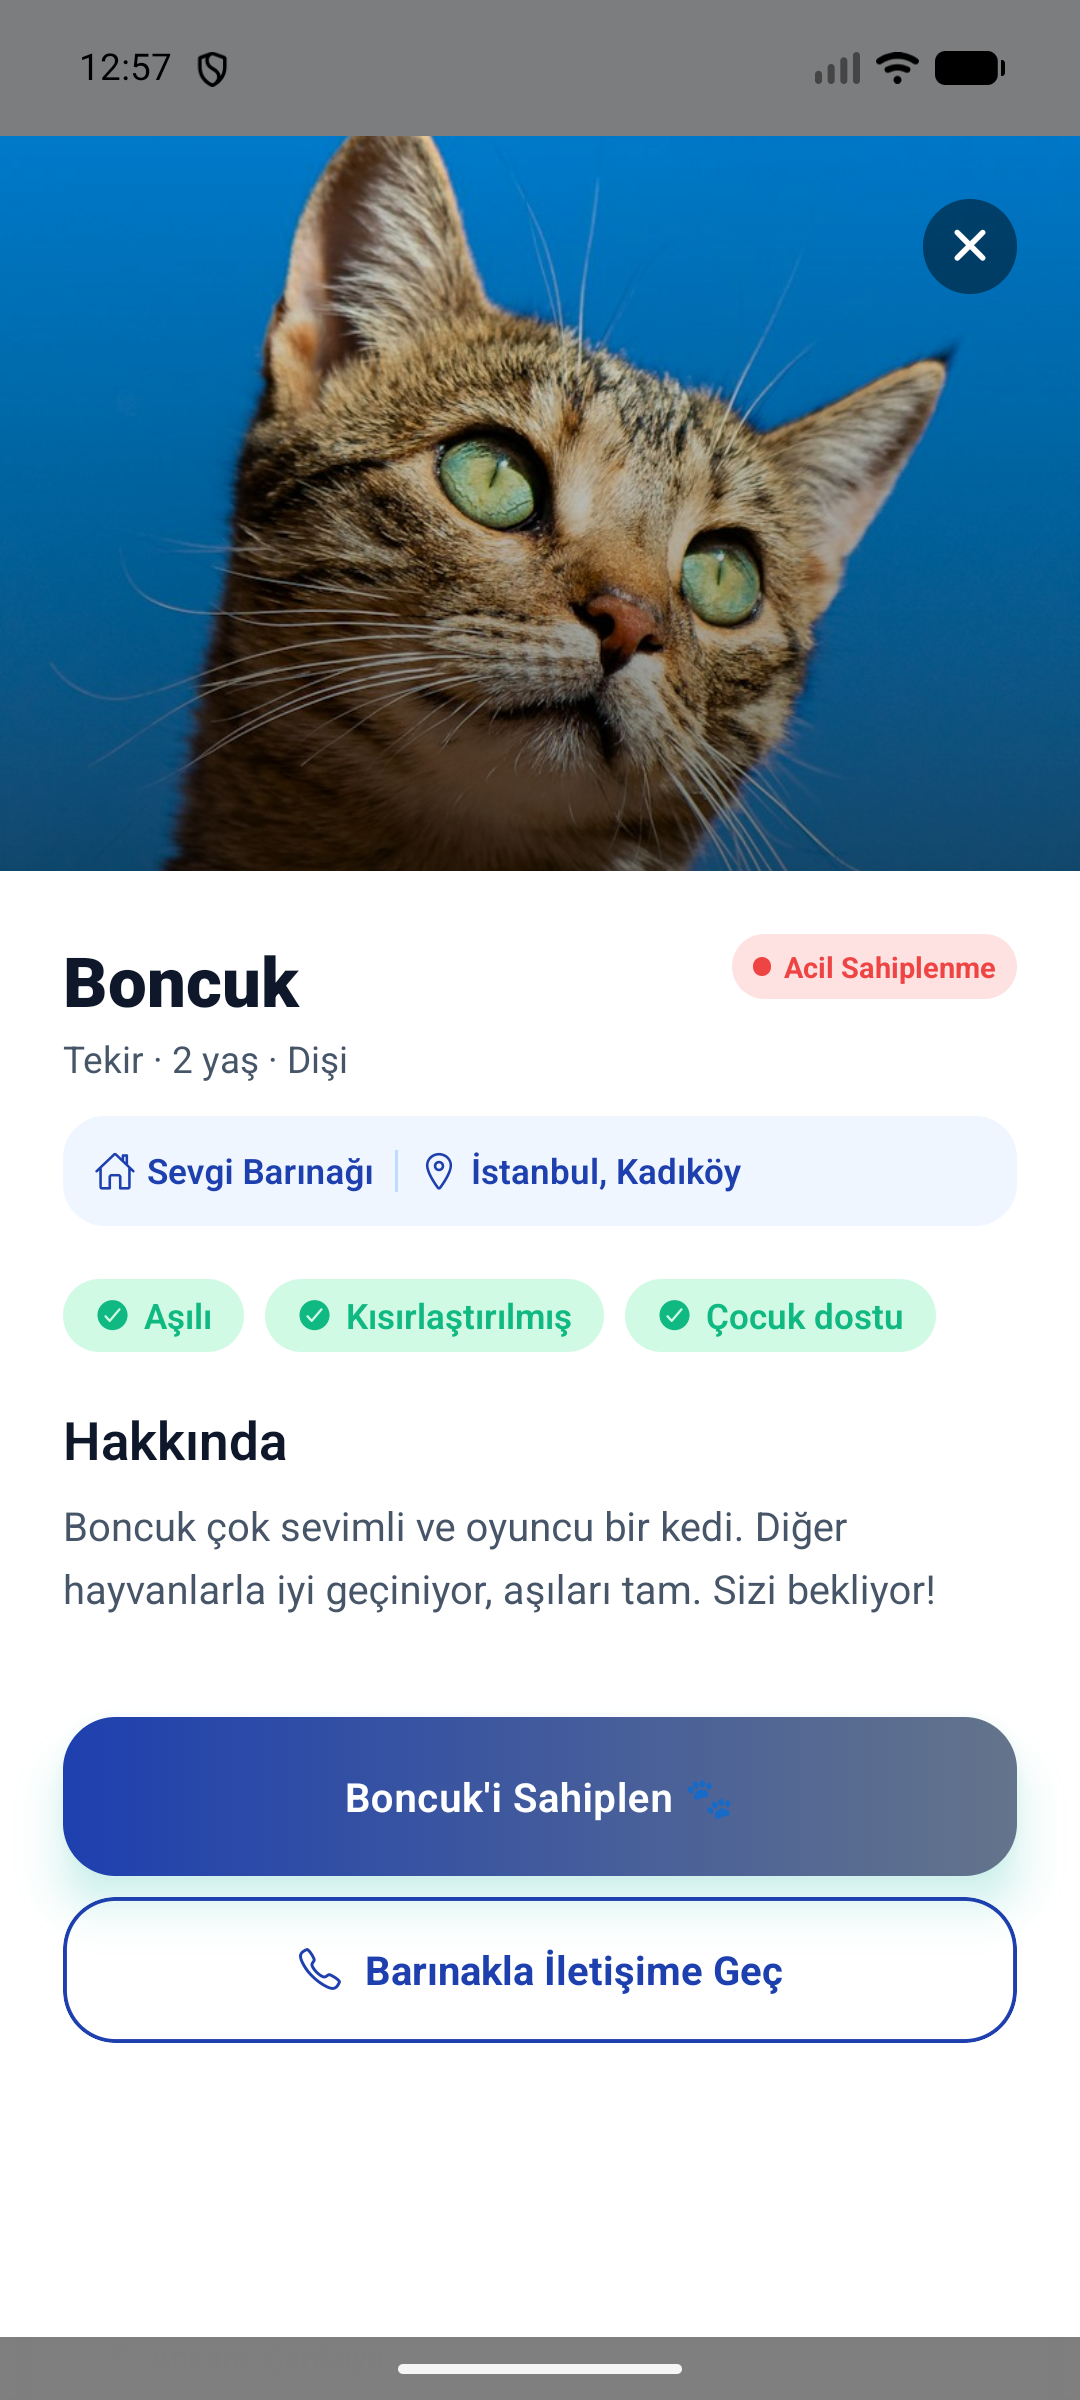 12:57
Boncuk
Acil Sahiplenme
Tekir · 2 yaş · Dişi
Sevgi Barınağı
İstanbul, Kadıköy
Aşılı
Kısırlaştırılmış
Çocuk dostu
Hakkında
Boncuk çok sevimli ve oyuncu bir kedi. Diğer
hayvanlarla iyi geçiniyor, aşıları tam. Sizi bekliyor!
Boncuk'i Sahiplen 🐾
Barınakla İletişime Geç